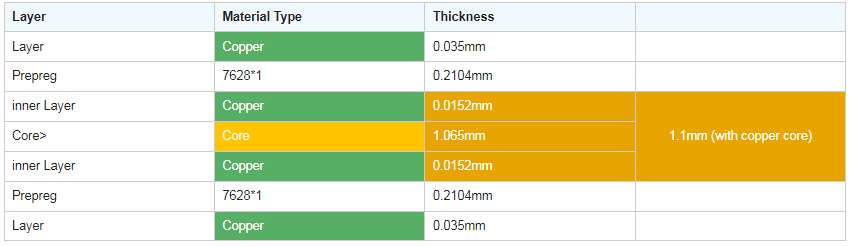 Layer Material Type Thickness
Layer Copper 0.035mm
Prepreg 7628*1 0.2104mm
inner Layer Copper 0.0152mm
Core> Core 1.065mm 1.1mm (with copper core)
inner Layer Copper 0.0152mm
Prepreg 7628*1 0.2104mm
Layer Copper 0.035mm